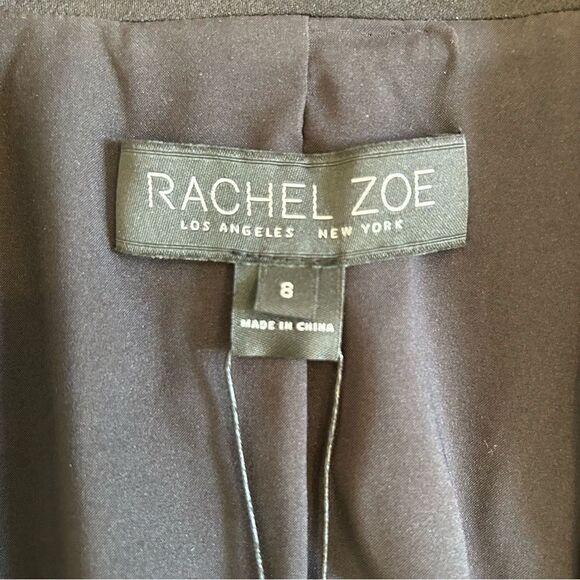 RACHEL ZOE
LOS ANGELES NEW YORK
8
MADE IN CHINA